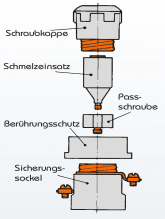 Schraubkappe
Schmelzeinsatz
Pass-
schraube
Berührungsschutz
Sicherungs-
sockel